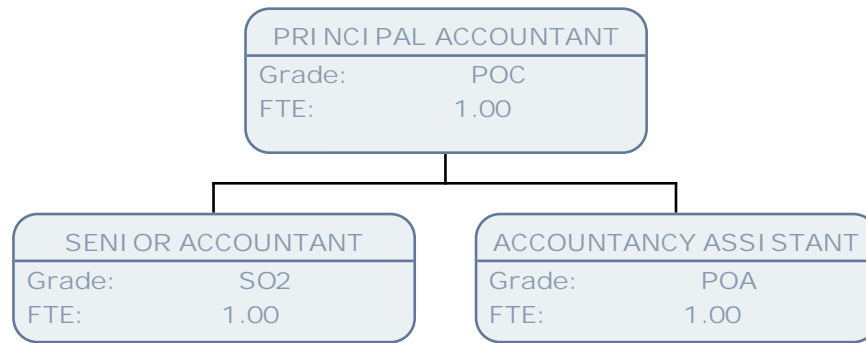 PRINCIPAL ACCOUNTANT
Grade: POC
FTE: 1.00
SENIOR ACCOUNTANT
Grade: SO2
FTE: 1.00
ACCOUNTANCY ASSISTANT
Grade: POA
FTE: 1.00